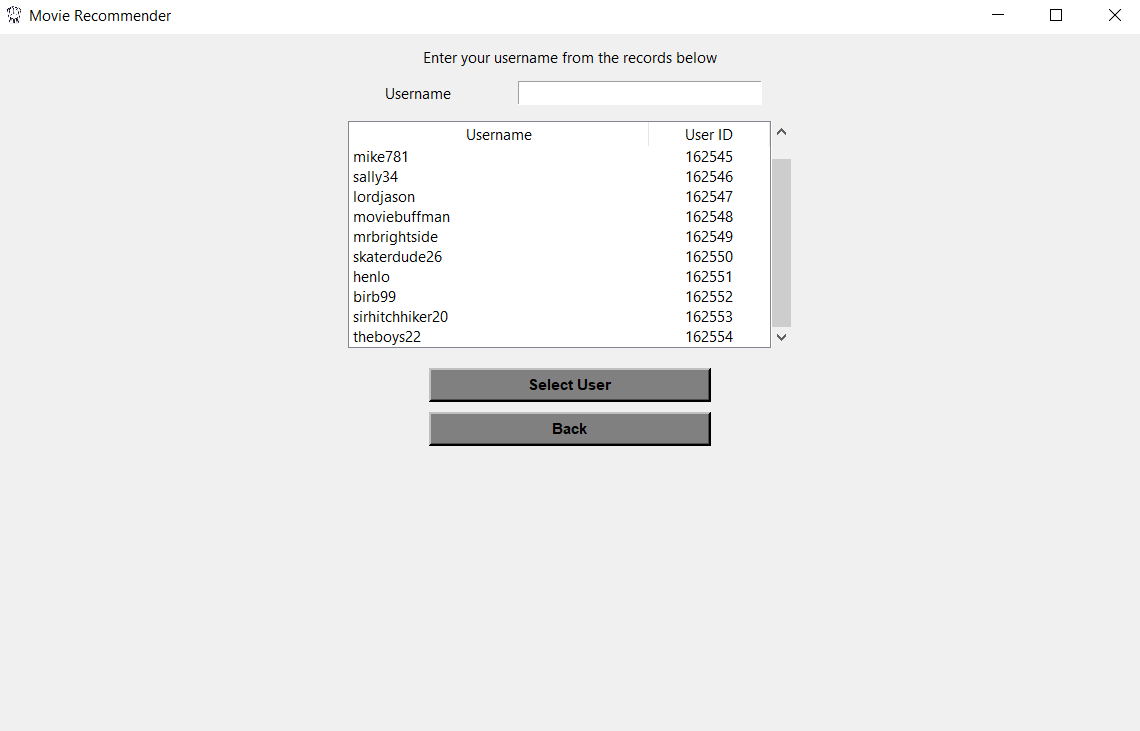 Movie Recommender
Enter your username from the records below
Username
Username User ID
mike781 162545
sally34 162546
lordjason 162547
moviebuffman 162548
mrbrightside 162549
skaterdude26 162550
henlo 162551
birb99 162552
sirhitchhiker20 162553
theboys22 162554
Select User
Back